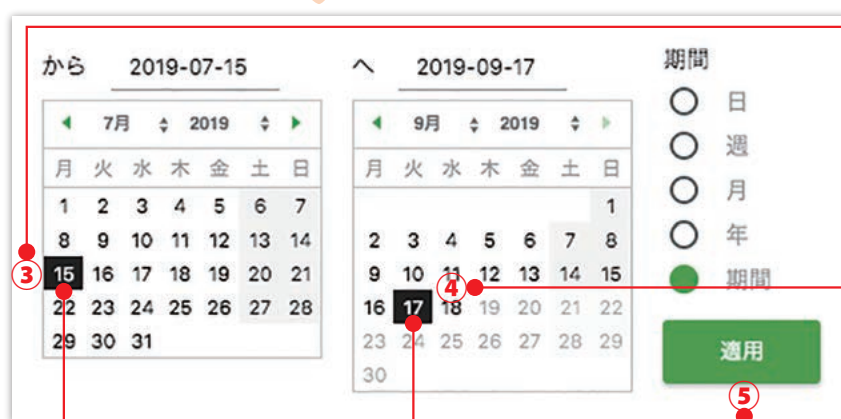 から 2019-07-15
7月 2019
月 火 水 木 金 土 日
1 2 3 4 5 6 7
8 9 10 11 12 13 14
15 16 17 18 19 20 21
22 23 24 25 26 27 28
29 30 31
へ 2019-09-17
9月 2019
月 火 水 木 金 土 日
1
2 3 4 5 6 7 8
9 10 11 12 13 14 15
16 17 18 19 20 21 22
23 24 25 26 27 28 29
30
期間
日
週
月
年
期間
適用
③
④
⑤